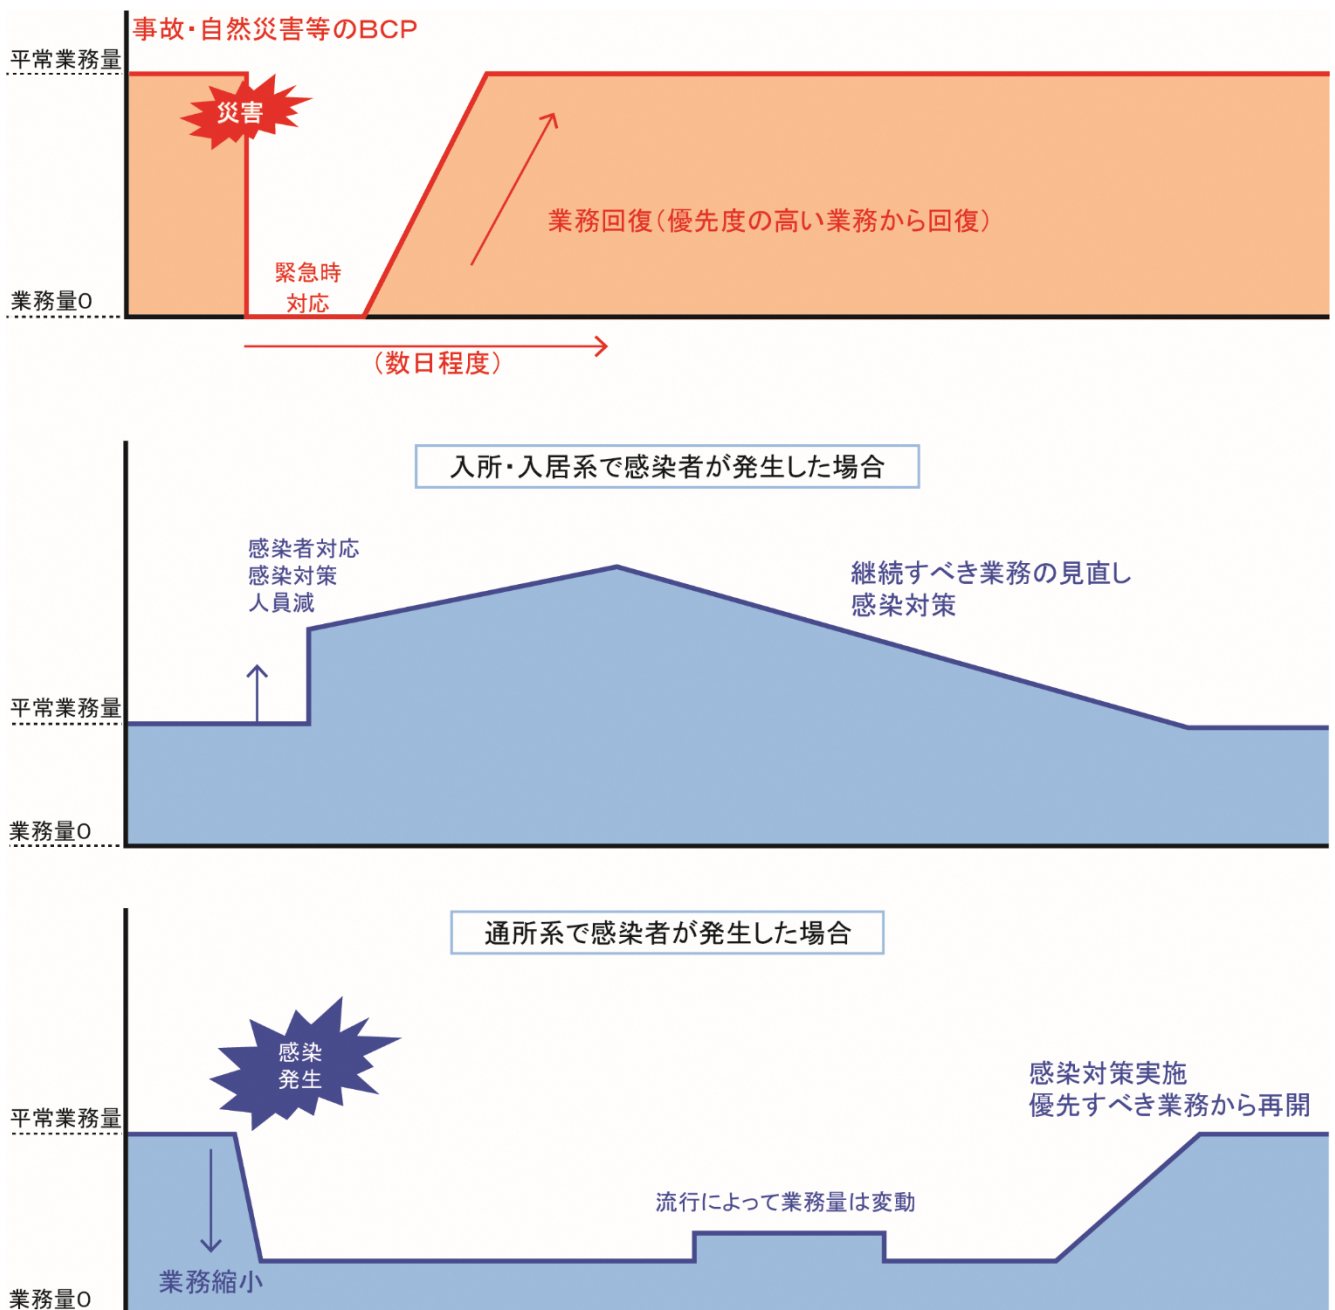 事故・自然災害等のBCP
平常業務量
災害
業務回復(優先度の高い業務から回復)
緊急時
対応
業務量0
(数日程度)
入所・入居系で感染者が発生した場合
感染者対応
感染対策
人員減
継続すべき業務の見直し
感染対策
平常業務量
業務量0
通所系で感染者が発生した場合
感染
発生
感染対策実施
優先すべき業務から再開
平常業務量
流行によって業務量は変動
業務縮小
業務量0